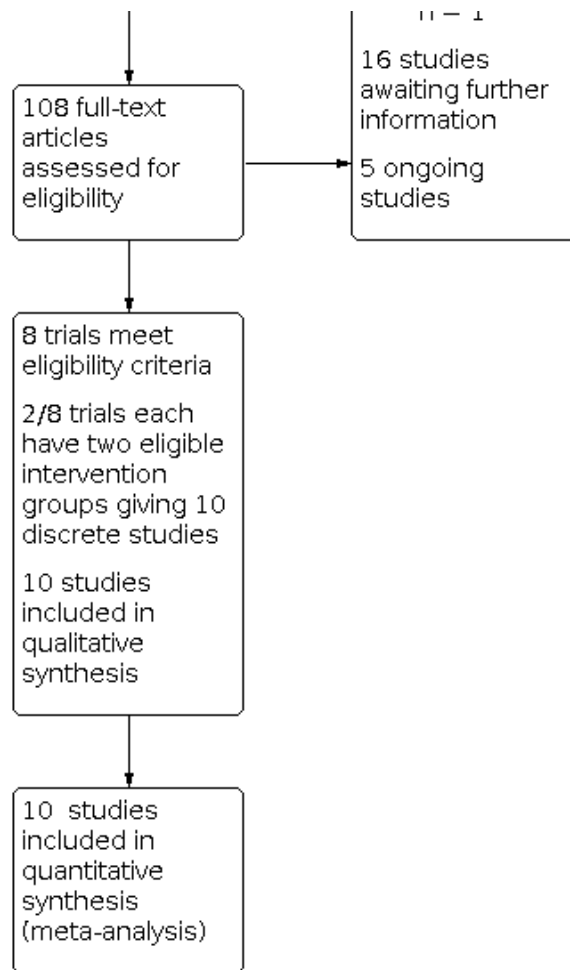 n = 1
16 studies
awaiting further
information
5 ongoing
studies
108 full-text
articles
assessed for
eligibility
8 trials meet
eligibility criteria
2/8 trials each
have two eligible
intervention
groups giving 10
discrete studies
10 studies
included in
qualitative
synthesis
10 studies
included in
quantitative
synthesis
(meta-analysis)